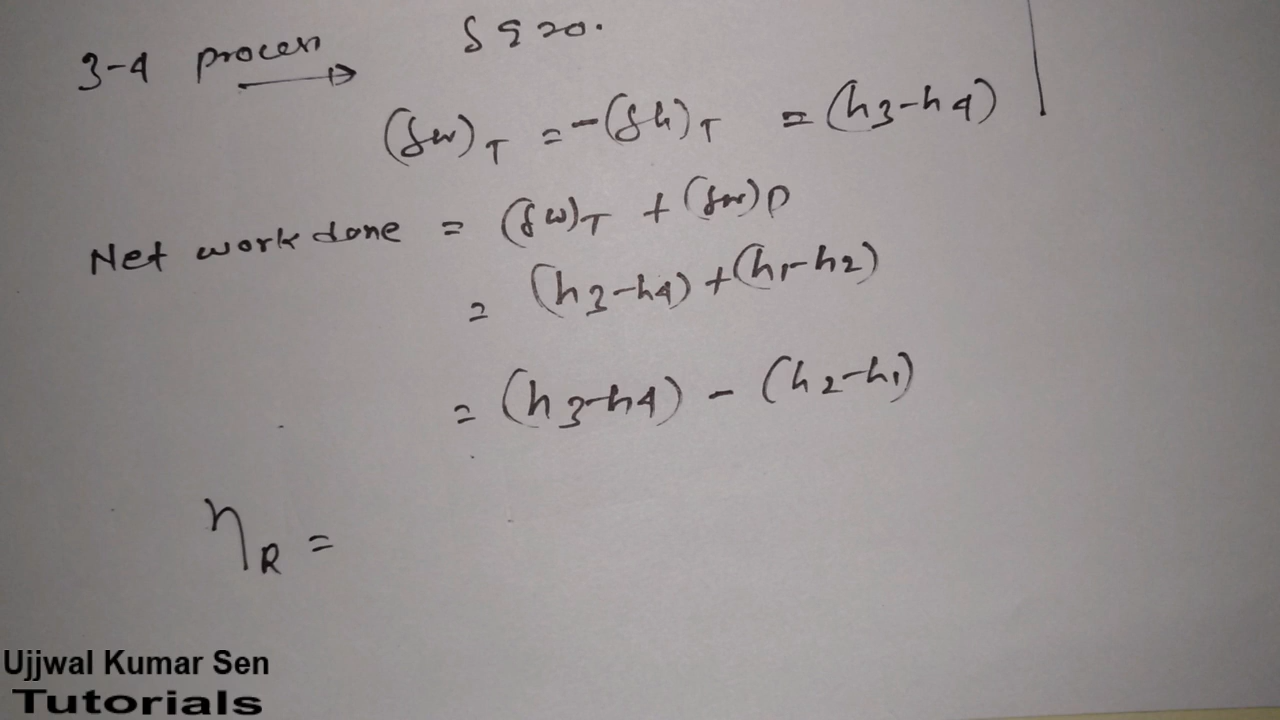 3-4 process → δq=0.
(δw)T = -(δh)T = (h3-h4)
Net work done = (δw)T + (δw)P
= (h3-h4) + (h1-h2)
= (h3-h4) - (h2-h1)
ηR =
Ujjwal Kumar Sen
Tutorials